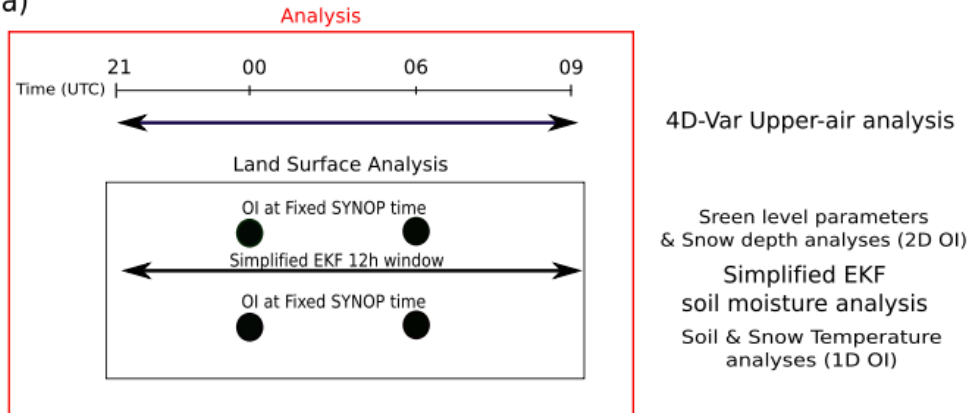 a)
Analysis
21 00 06 09
Time (UTC)
4D-Var Upper-air analysis
Land Surface Analysis
OI at Fixed SYNOP time
Sreen level parameters
& Snow depth analyses (2D OI)
Simplified EKF 12h window
Simplified EKF
soil moisture analysis
OI at Fixed SYNOP time
Soil & Snow Temperature
analyses (1D OI)